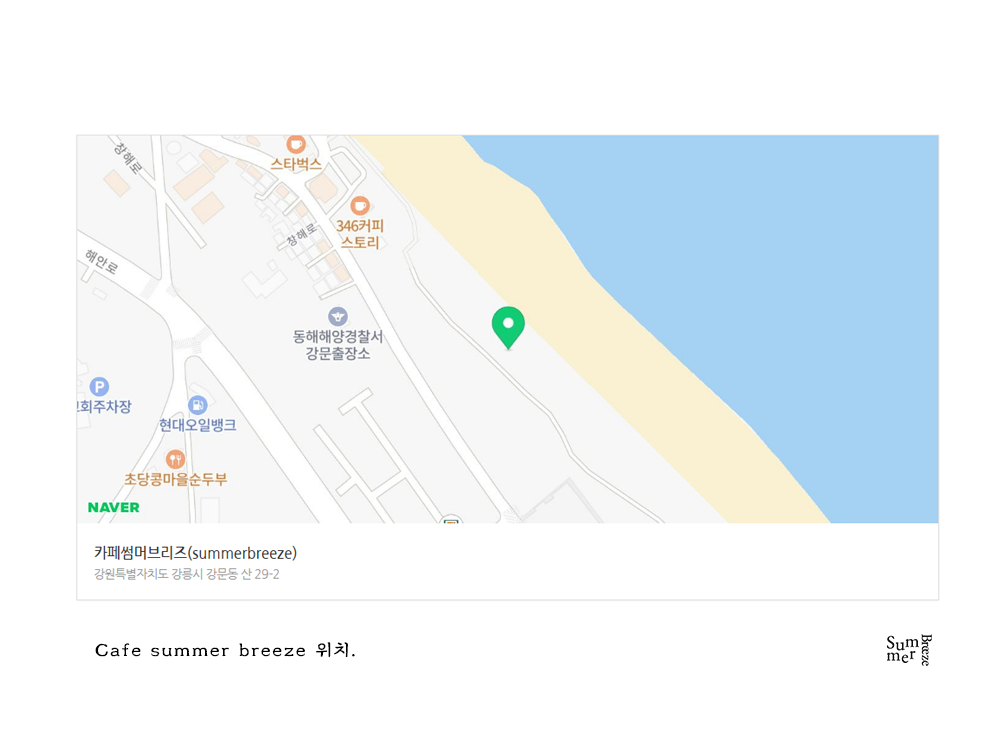 창해로
스타벅스
346커피
스토리
창해로
해안로
동해해양경찰서
강문출장소
회주차장
현대오일뱅크
초당콩마을순두부
NAVER
카페썸머브리즈(summerbreeze)
강원특별자치도 강릉시 강문동 산 29-2
Cafe summer breeze 위치.
Sum
mer
Breeze